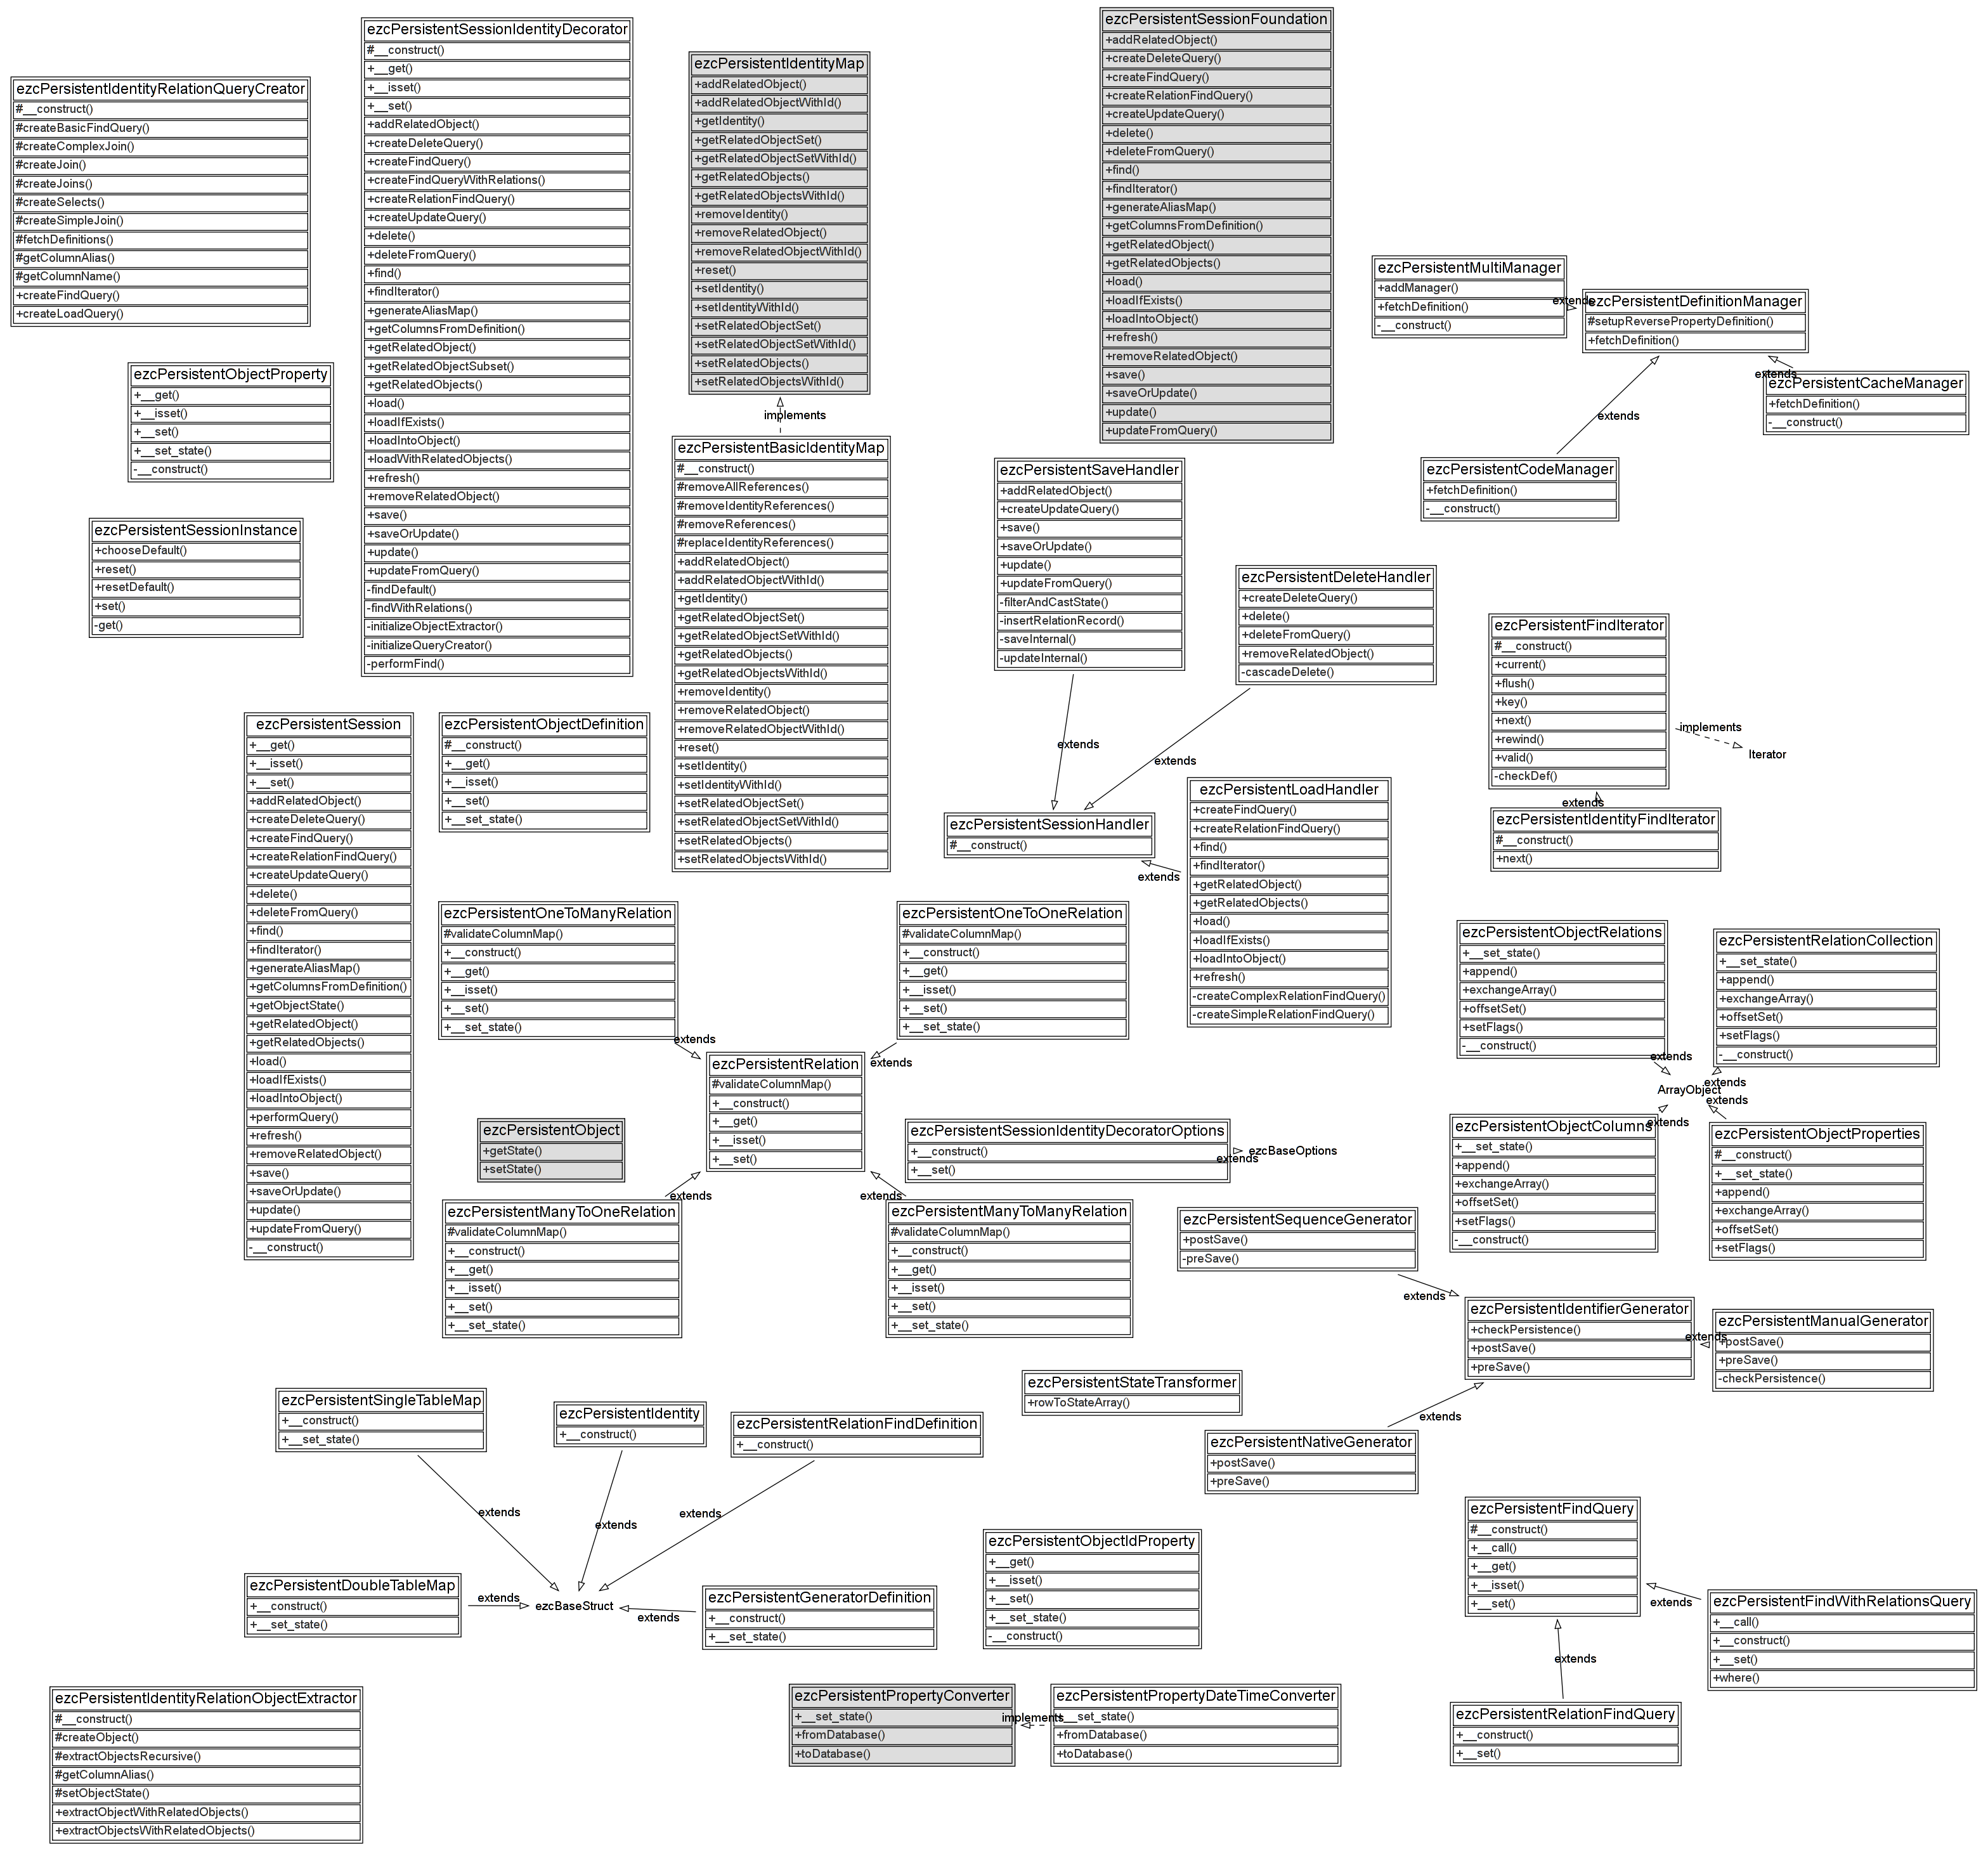 ezcPersistentIdentityRelationQueryCreator
#__construct()
#createBasicFindQuery()
#createComplexJoin()
#createJoin()
#createJoins()
#createSelects()
#createSimpleJoin()
#fetchDefinitions()
#getColumnAlias()
#getColumnName()
+createFindQuery()
+createLoadQuery()
ezcPersistentObjectProperty
+__get()
+__isset()
+__set()
+__set_state()
-__construct()
ezcPersistentSessionInstance
+chooseDefault()
+reset()
+resetDefault()
+set()
-get()
ezcPersistentSessionIdentityDecorator
#__construct()
+__get()
+__isset()
+__set()
+addRelatedObject()
+createDeleteQuery()
+createFindQuery()
+createFindQueryWithRelations()
+createRelationFindQuery()
+createUpdateQuery()
+delete()
+deleteFromQuery()
+find()
+findIterator()
+generateAliasMap()
+getColumnsFromDefinition()
+getRelatedObject()
+getRelatedObjectSubset()
+getRelatedObjects()
+load()
+loadIfExists()
+loadIntoObject()
+loadWithRelatedObjects()
+refresh()
+removeRelatedObject()
+save()
+saveOrUpdate()
+update()
+updateFromQuery()
-findDefault()
-findWithRelations()
-initializeObjectExtractor()
-initializeQueryCreator()
-performFind()
ezcPersistentIdentityMap
+addRelatedObject()
+addRelatedObjectWithId()
+getIdentity()
+getRelatedObjectSet()
+getRelatedObjectSetWithId()
+getRelatedObjects()
+getRelatedObjectsWithId()
+removeIdentity()
+removeRelatedObject()
+removeRelatedObjectWithId()
+reset()
+setIdentity()
+setIdentityWithId()
+setRelatedObjectSet()
+setRelatedObjectSetWithId()
+setRelatedObjects()
+setRelatedObjectsWithId()
implements
ezcPersistentBasicIdentityMap
#__construct()
#removeAllReferences()
#removeIdentityReferences()
#removeReferences()
#replaceIdentityReferences()
+addRelatedObject()
+addRelatedObjectWithId()
+getIdentity()
+getRelatedObjectSet()
+getRelatedObjectSetWithId()
+getRelatedObjects()
+getRelatedObjectsWithId()
+removeIdentity()
+removeRelatedObject()
+removeRelatedObjectWithId()
+reset()
+setIdentity()
+setIdentityWithId()
+setRelatedObjectSet()
+setRelatedObjectSetWithId()
+setRelatedObjects()
+setRelatedObjectsWithId()
ezcPersistentSessionFoundation
+addRelatedObject()
+createDeleteQuery()
+createFindQuery()
+createRelationFindQuery()
+createUpdateQuery()
+delete()
+deleteFromQuery()
+find()
+findIterator()
+generateAliasMap()
+getColumnsFromDefinition()
+getRelatedObject()
+getRelatedObjects()
+load()
+loadIfExists()
+loadIntoObject()
+refresh()
+removeRelatedObject()
+save()
+saveOrUpdate()
+update()
+updateFromQuery()
ezcPersistentMultiManager
+addManager()
+fetchDefinition()
-__construct()
extends
ezcPersistentDefinitionManager
#setupReversePropertyDefinition()
+fetchDefinition()
extends
ezcPersistentCacheManager
+fetchDefinition()
-__construct()
extends
ezcPersistentCodeManager
+fetchDefinition()
-__construct()
ezcPersistentSaveHandler
+addRelatedObject()
+createUpdateQuery()
+save()
+saveOrUpdate()
+update()
+updateFromQuery()
-filterAndCastState()
-insertRelationRecord()
-saveInternal()
-updateInternal()
ezcPersistentDeleteHandler
+createDeleteQuery()
+delete()
+deleteFromQuery()
+removeRelatedObject()
-cascadeDelete()
extends
extends
ezcPersistentSessionHandler
#__construct()
extends
ezcPersistentLoadHandler
+createFindQuery()
+createRelationFindQuery()
+find()
+findIterator()
+getRelatedObject()
+getRelatedObjects()
+load()
+loadIfExists()
+loadIntoObject()
+refresh()
-createComplexRelationFindQuery()
-createSimpleRelationFindQuery()
ezcPersistentFindIterator
#__construct()
+current()
+flush()
+key()
+next()
+rewind()
+valid()
-checkDef()
implements
Iterator
extends
ezcPersistentIdentityFindIterator
#__construct()
+next()
ezcPersistentSession
+__get()
+__isset()
+__set()
+addRelatedObject()
+createDeleteQuery()
+createFindQuery()
+createRelationFindQuery()
+createUpdateQuery()
+delete()
+deleteFromQuery()
+find()
+findIterator()
+generateAliasMap()
+getColumnsFromDefinition()
+getObjectState()
+getRelatedObject()
+getRelatedObjects()
+load()
+loadIfExists()
+loadIntoObject()
+performQuery()
+refresh()
+removeRelatedObject()
+save()
+saveOrUpdate()
+update()
+updateFromQuery()
-__construct()
ezcPersistentObjectDefinition
#__construct()
+__get()
+__isset()
+__set()
+__set_state()
ezcPersistentOneToManyRelation
#validateColumnMap()
+__construct()
+__get()
+__isset()
+__set()
+__set_state()
extends
ezcPersistentOneToOneRelation
#validateColumnMap()
+__construct()
+__get()
+__isset()
+__set()
+__set_state()
extends
ezcPersistentRelation
#validateColumnMap()
+__construct()
+__get()
+__isset()
+__set()
ezcPersistentObject
+getState()
+setState()
extends
ezcPersistentManyToOneRelation
#validateColumnMap()
+__construct()
+__get()
+__isset()
+__set()
+__set_state()
extends
ezcPersistentManyToManyRelation
#validateColumnMap()
+__construct()
+__get()
+__isset()
+__set()
+__set_state()
ezcPersistentSessionIdentityDecoratorOptions
+__construct()
+__set()
extends
ezcBaseOptions
ezcPersistentObjectRelations
+__set_state()
+append()
+exchangeArray()
+offsetSet()
+setFlags()
-__construct()
extends
ezcPersistentRelationCollection
+__set_state()
+append()
+exchangeArray()
+offsetSet()
+setFlags()
-__construct()
extends
ArrayObject
extends
extends
ezcPersistentObjectColumns
+__set_state()
+append()
+exchangeArray()
+offsetSet()
+setFlags()
-__construct()
ezcPersistentObjectProperties
#__construct()
+__set_state()
+append()
+exchangeArray()
+offsetSet()
+setFlags()
ezcPersistentSequenceGenerator
+postSave()
-preSave()
extends
ezcPersistentIdentifierGenerator
+checkPersistence()
+postSave()
+preSave()
extends
ezcPersistentManualGenerator
+postSave()
+preSave()
-checkPersistence()
extends
ezcPersistentNativeGenerator
+postSave()
+preSave()
ezcPersistentStateTransformer
+rowToStateArray()
ezcPersistentSingleTableMap
+__construct()
+__set_state()
ezcPersistentIdentity
+__construct()
ezcPersistentRelationFindDefinition
+__construct()
extends
extends
extends
ezcPersistentDoubleTableMap
+__construct()
+__set_state()
extends
ezcBaseStruct
extends
ezcPersistentGeneratorDefinition
+__construct()
+__set_state()
ezcPersistentObjectIdProperty
+__get()
+__isset()
+__set()
+__set_state()
-__construct()
ezcPersistentFindQuery
#__construct()
+__call()
+__get()
+__isset()
+__set()
extends
ezcPersistentFindWithRelationsQuery
+__call()
+__construct()
+__set()
+where()
extends
ezcPersistentRelationFindQuery
+__construct()
+__set()
ezcPersistentIdentityRelationObjectExtractor
#__construct()
#createObject()
#extractObjectsRecursive()
#getColumnAlias()
#setObjectState()
+extractObjectWithRelatedObjects()
+extractObjectsWithRelatedObjects()
ezcPersistentPropertyConverter
+__set_state()
+fromDatabase()
+toDatabase()
implements
ezcPersistentPropertyDateTimeConverter
+__set_state()
+fromDatabase()
+toDatabase()